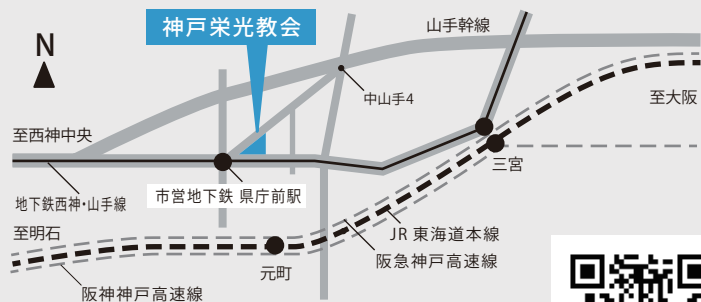 神戸栄光教会
山手幹線
N
中山手4
至大阪
至西神中央
三宮
市営地下鉄 県庁前駅
地下鉄西神・山手線
至明石
JR 東海道本線
阪急神戸高速線
元町
阪神神戸高速線